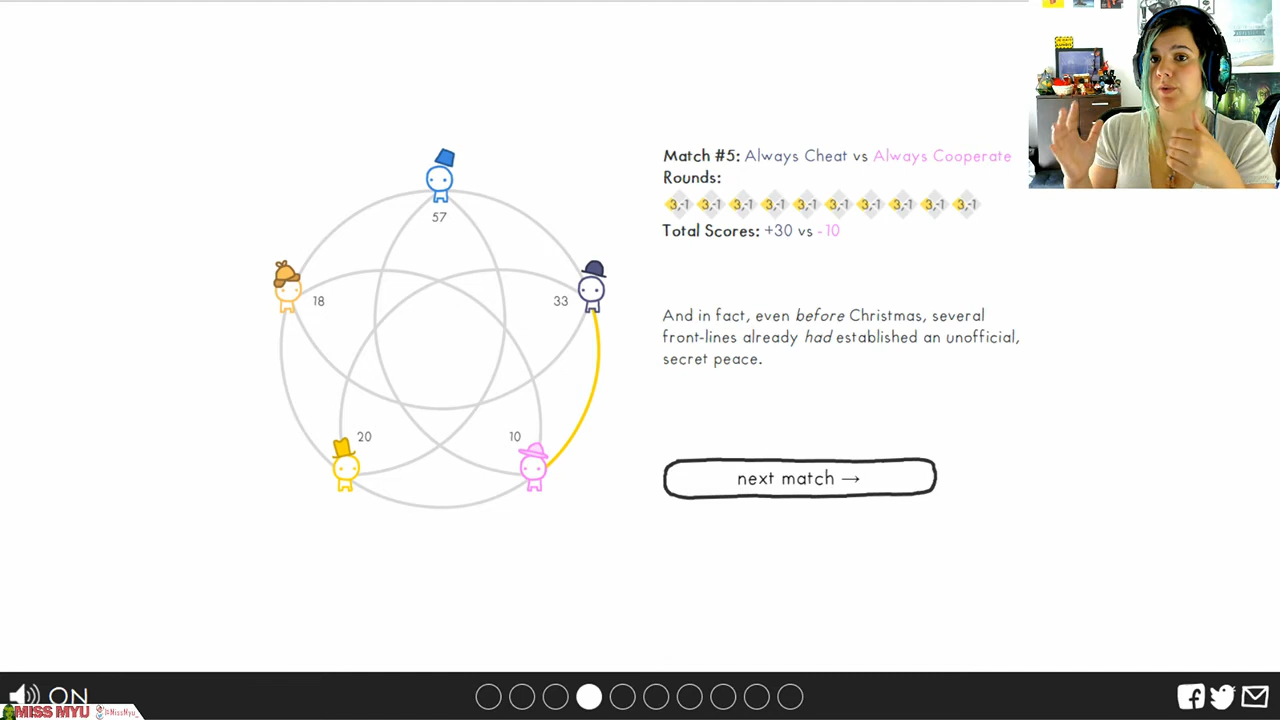 Match #5: Always Cheat vs Always Cooperate
Rounds:
3,-1 3,-1 3,-1 3,-1 3,-1 3,-1 3,-1 3,-1 3,-1 3,-1
Total Scores: +30 vs -10
57
18
33
And in fact, even before Christmas, several
front-lines already had established an unofficial,
secret peace.
20
10
next match →
ON
MISS MYU
@MissMyu_